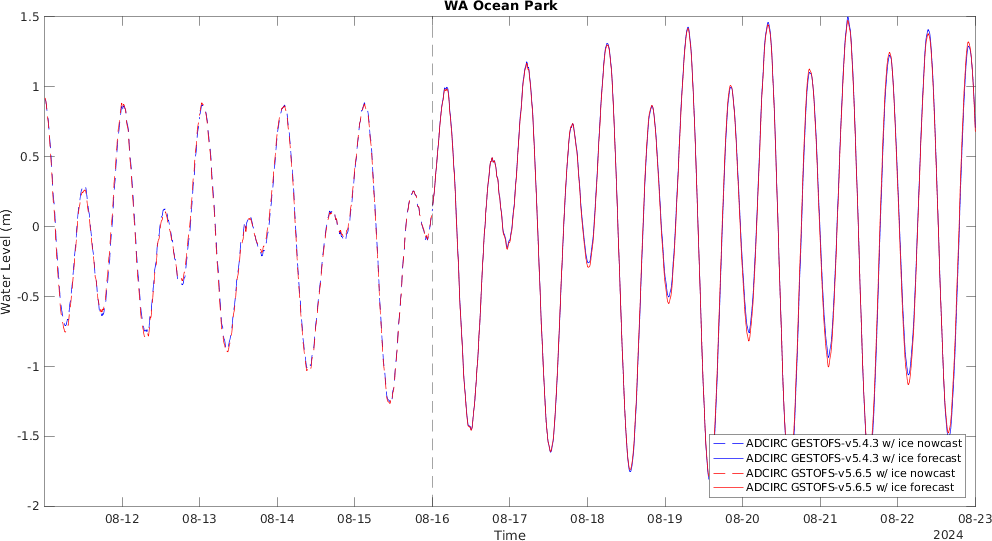 WA Ocean Park
1.5
1
0.5
0
-0.5
-1
-1.5
-2
Water Level (m)
ADCIRC GESTOFS-v5.4.3 w/ ice nowcast
ADCIRC GESTOFS-v5.4.3 w/ ice forecast
ADCIRC GSTOFS-v5.6.5 w/ ice nowcast
ADCIRC GSTOFS-v5.6.5 w/ ice forecast
08-12 08-13 08-14 08-15 08-16 08-17 08-18 08-19 08-20 08-21 08-22 08-23
Time
2024